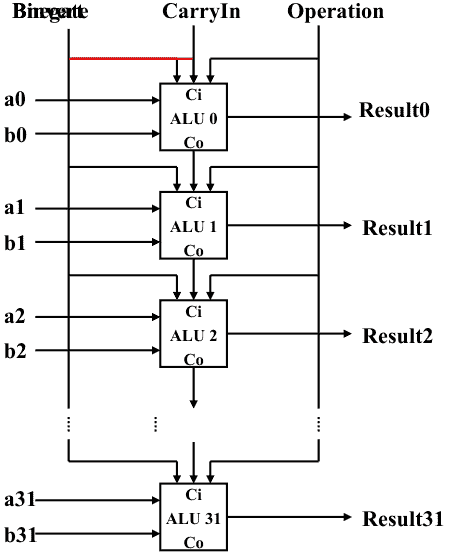 CarryIn Operation
Ci
a0
ALU 0
Result0
b0
Co
Ci
a1
ALU 1
Result1
b1
Co
Ci
a2
ALU 2
Result2
b2
Co
Ci
a31
ALU 31
Result31
b31
Co